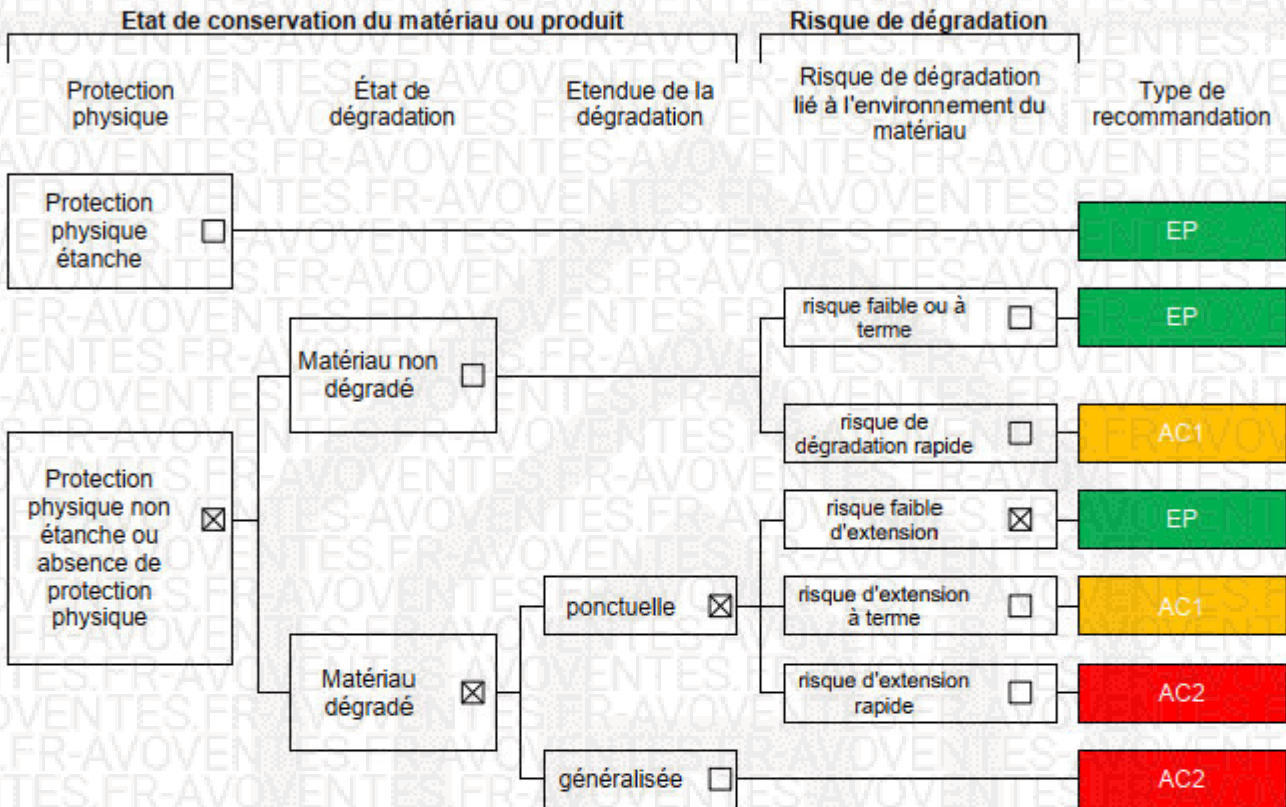 Etat de conservation du matériau ou produit
Risque de dégradation
Protection
physique
État de
dégradation
Etendue de la
dégradation
Risque de dégradation
lié à l'environnement du
matériau
Type de
recommandation
Protection
physique
étanche
EP
risque faible ou à
terme
EP
Matériau non
dégradé
risque de
dégradation rapide
AC1
Protection
physique non
étanche ou
absence de
protection
physique
risque faible
d'extension
EP
ponctuelle
risque d'extension
à terme
AC1
Matériau
dégradé
risque d'extension
rapide
AC2
généralisée
AC2